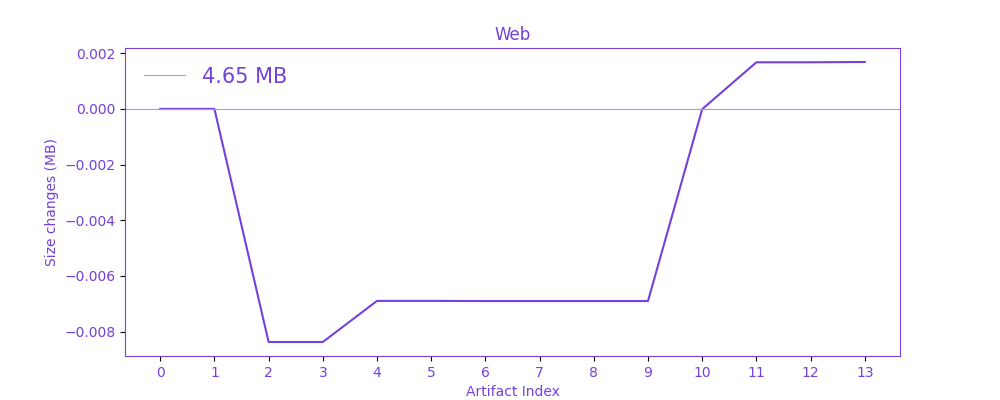 Web
4.65 MB
Size changes (MB)
0.002
0.000
−0.002
−0.004
−0.006
−0.008
0 1 2 3 4 5 6 7 8 9 10 11 12 13
Artifact Index